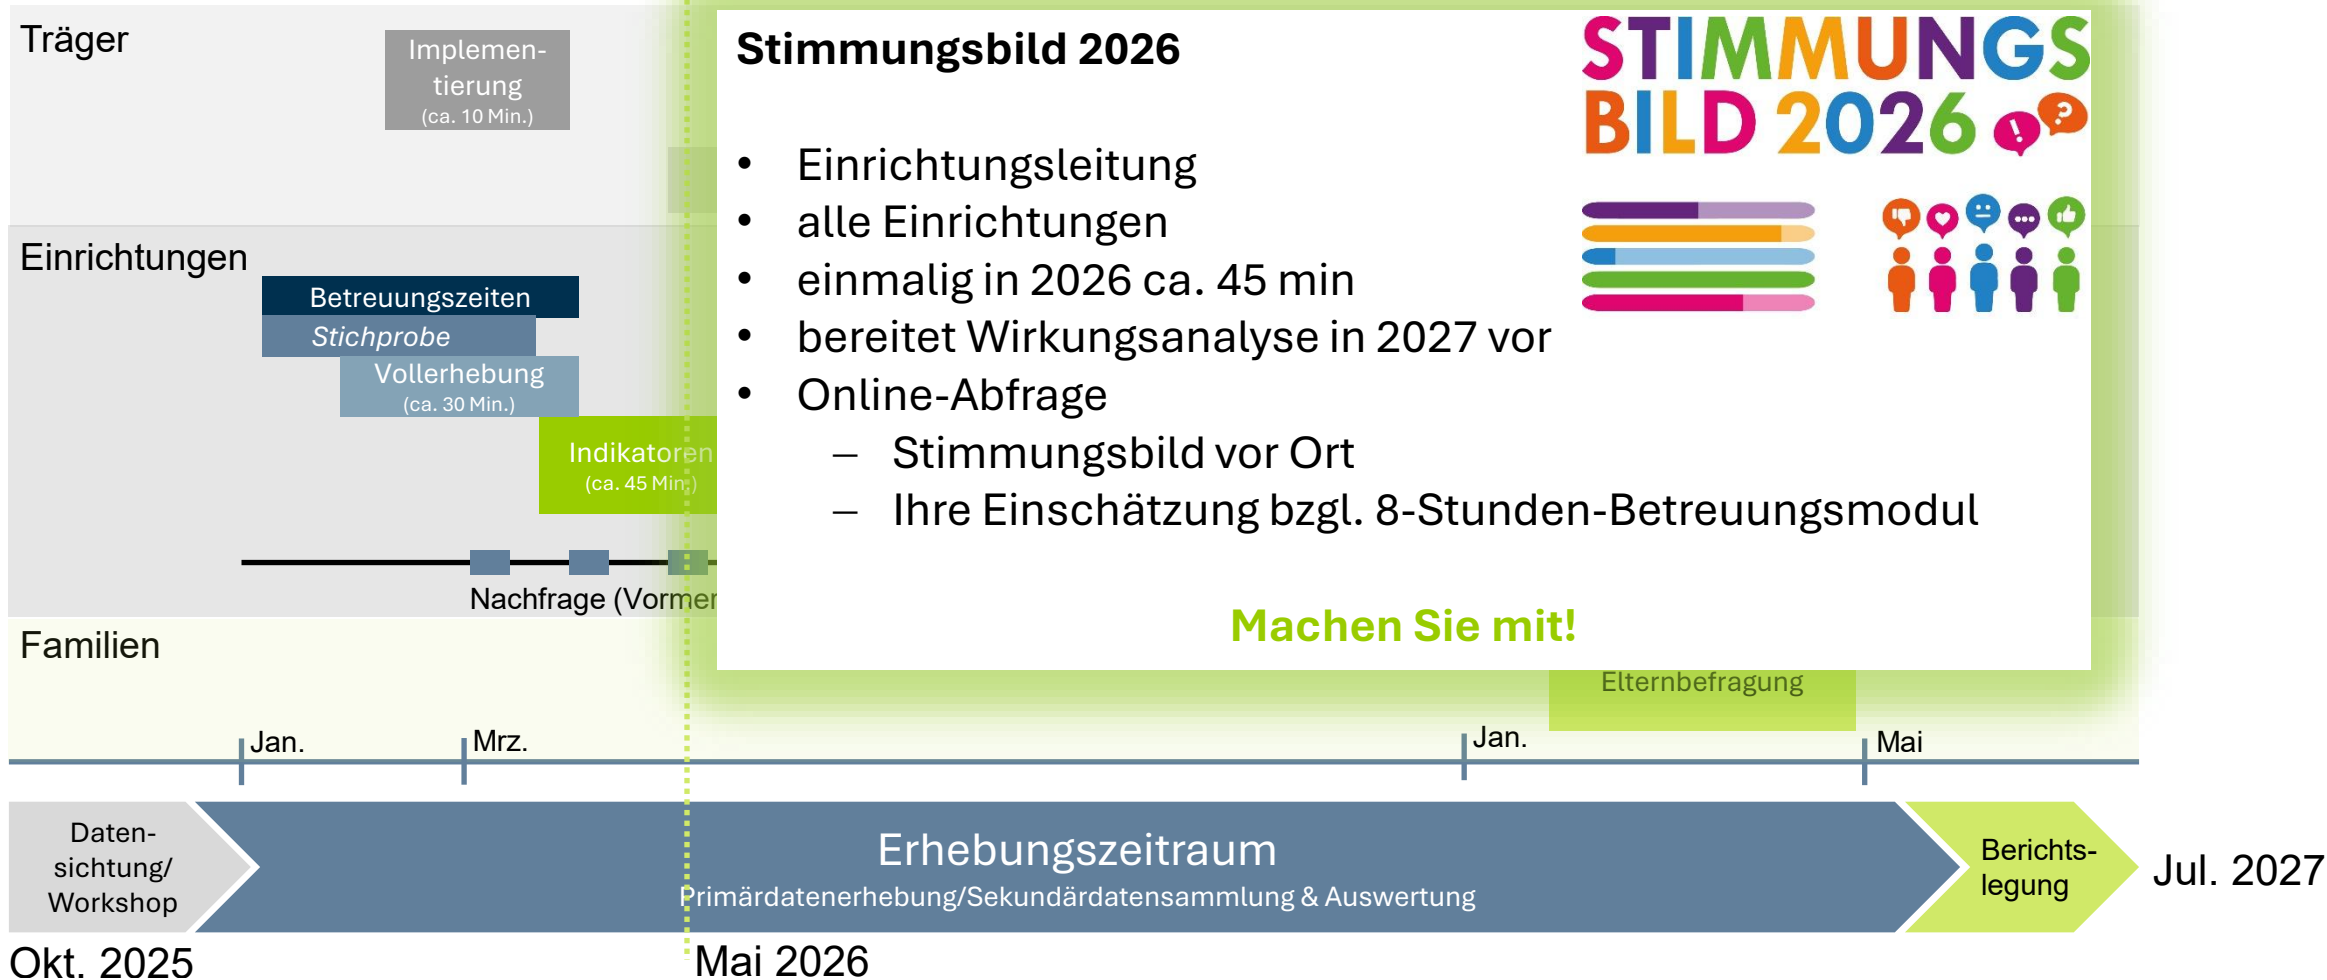 Träger
Implemen-
tierung
(ca. 10 Min.)
Einrichtungen
Betreuungszeiten
Stichprobe
Vollerhebung
(ca. 30 Min.)
Indikatoren
(ca. 45 Min.)
Nachfrage (Vormer
Stimmungsbild 2026
• Einrichtungsleitung
• alle Einrichtungen
• einmalig in 2026 ca. 45 min
• bereitet Wirkungsanalyse in 2027 vor
• Online-Abfrage
– Stimmungsbild vor Ort
– Ihre Einschätzung bzgl. 8-Stunden-Betreuungsmodul
Machen Sie mit!
STIMMUNGS
BILD 2026 ! ?
Familien
Elternbefragung
Jan.
Mrz.
Jan.
Mai
Daten-
sichtung/
Workshop
Erhebungszeitraum
Primärdatenerhebung/Sekundärdatensammlung & Auswertung
Berichts-
legung
Jul. 2027
Okt. 2025
Mai 2026